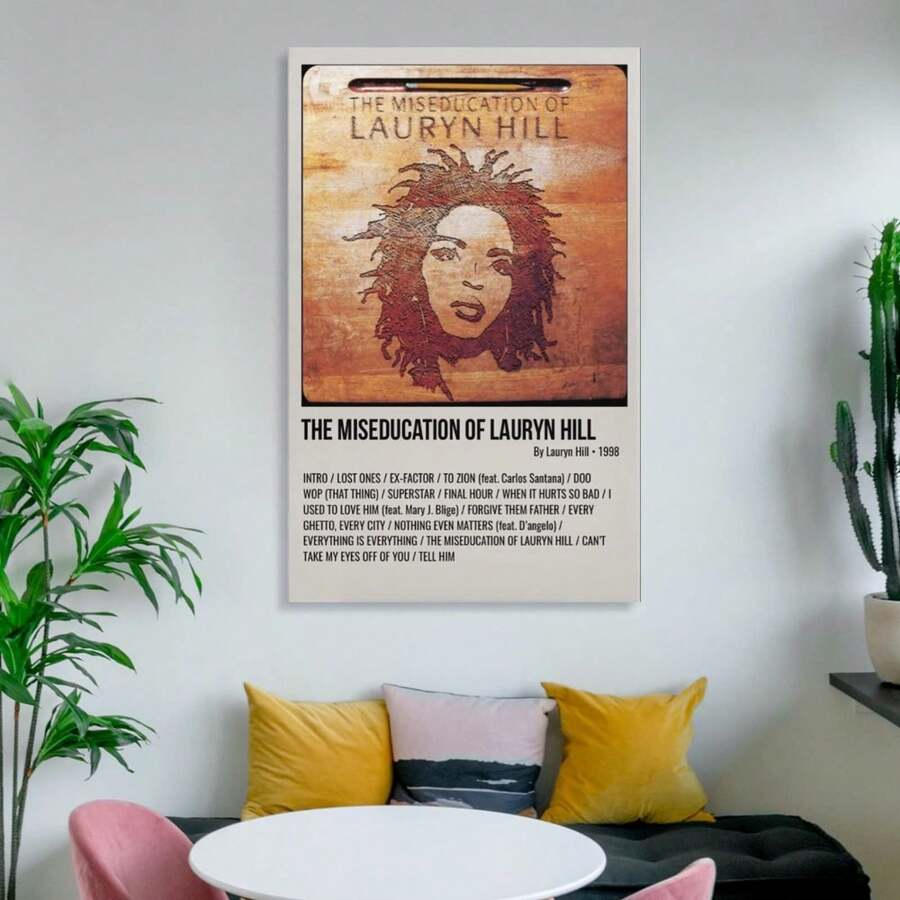 THE MISEDUCATION OF
LAURYN HILL
THE MISEDUCATION OF LAURYN HILL
By Lauryn Hill • 1998
INTRO / LOST ONES / EX-FACTOR / TO ZION (feat. Carlos Santana) / DOO
WOP (THAT THING) / SUPERSTAR / FINAL HOUR / WHEN IT HURTS SO BAD / I
USED TO LOVE HIM (feat. Mary J. Blige) / FORGIVE THEM FATHER / EVERY
GHETTO, EVERY CITY / NOTHING EVEN MATTERS (feat. D'angelo) /
EVERYTHING IS EVERYTHING / THE MISEDUCATION OF LAURYN HILL / CAN'T
TAKE MY EYES OFF OF YOU / TELL HIM